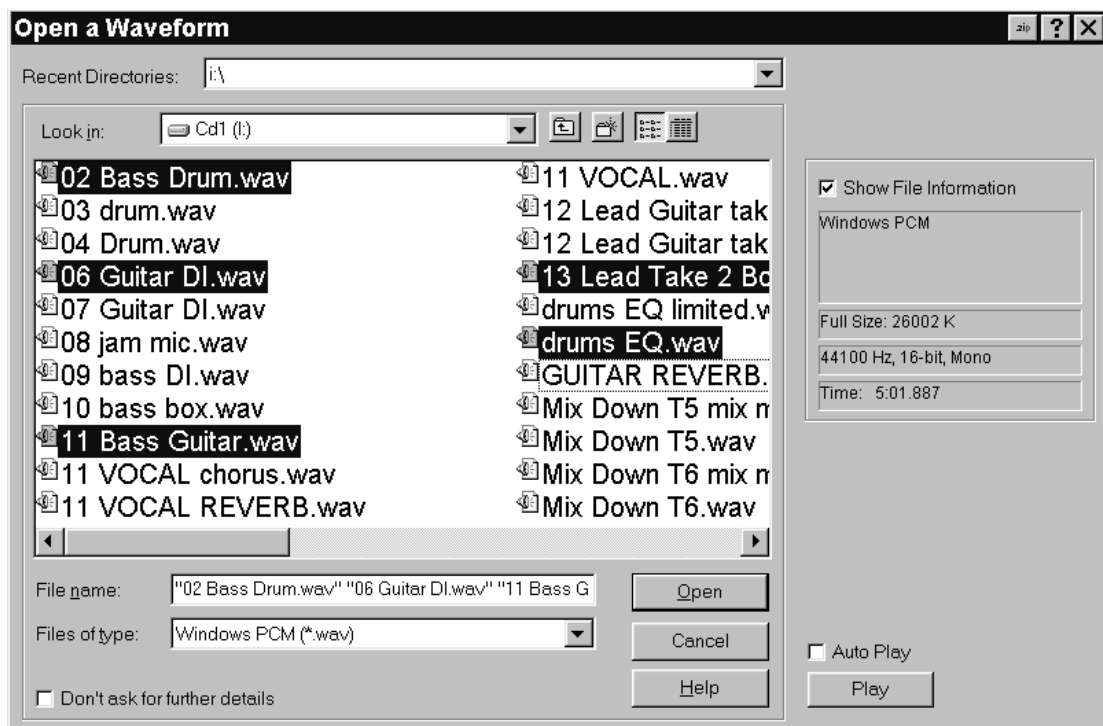 Open a Waveform
.zip ?
Recent Directories: i:\
Look in: Cd1 (I:)
02 Bass Drum.wav
03 drum.wav
04 Drum.wav
06 Guitar DI.wav
07 Guitar DI.wav
08 jam mic.wav
09 bass DI.wav
10 bass box.wav
11 Bass Guitar.wav
11 VOCAL chorus.wav
11 VOCAL REVERB.wav
11 VOCAL.wav
12 Lead Guitar tak
12 Lead Guitar tak
13 Lead Take 2 Bo
drums EQ limited.w
drums EQ.wav
GUITAR REVERB.
Mix Down T5 mix m
Mix Down T5.wav
Mix Down T6 mix m
Mix Down T6.wav
File name: "02 Bass Drum.wav" "06 Guitar DI.wav" "11 Bass G
Files of type: Windows PCM (*.wav)
Don't ask for further details
Open
Cancel
Help
Show File Information
Windows PCM
Full Size: 26002 K
44100 Hz, 16-bit, Mono
Time: 5:01.887
Auto Play
Play